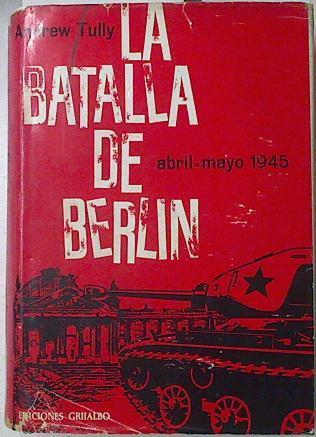 Andrew Tully
LA
BATALLA
DE
abril-mayo 1945
BERLIN
EDICIONES GRIJALBO